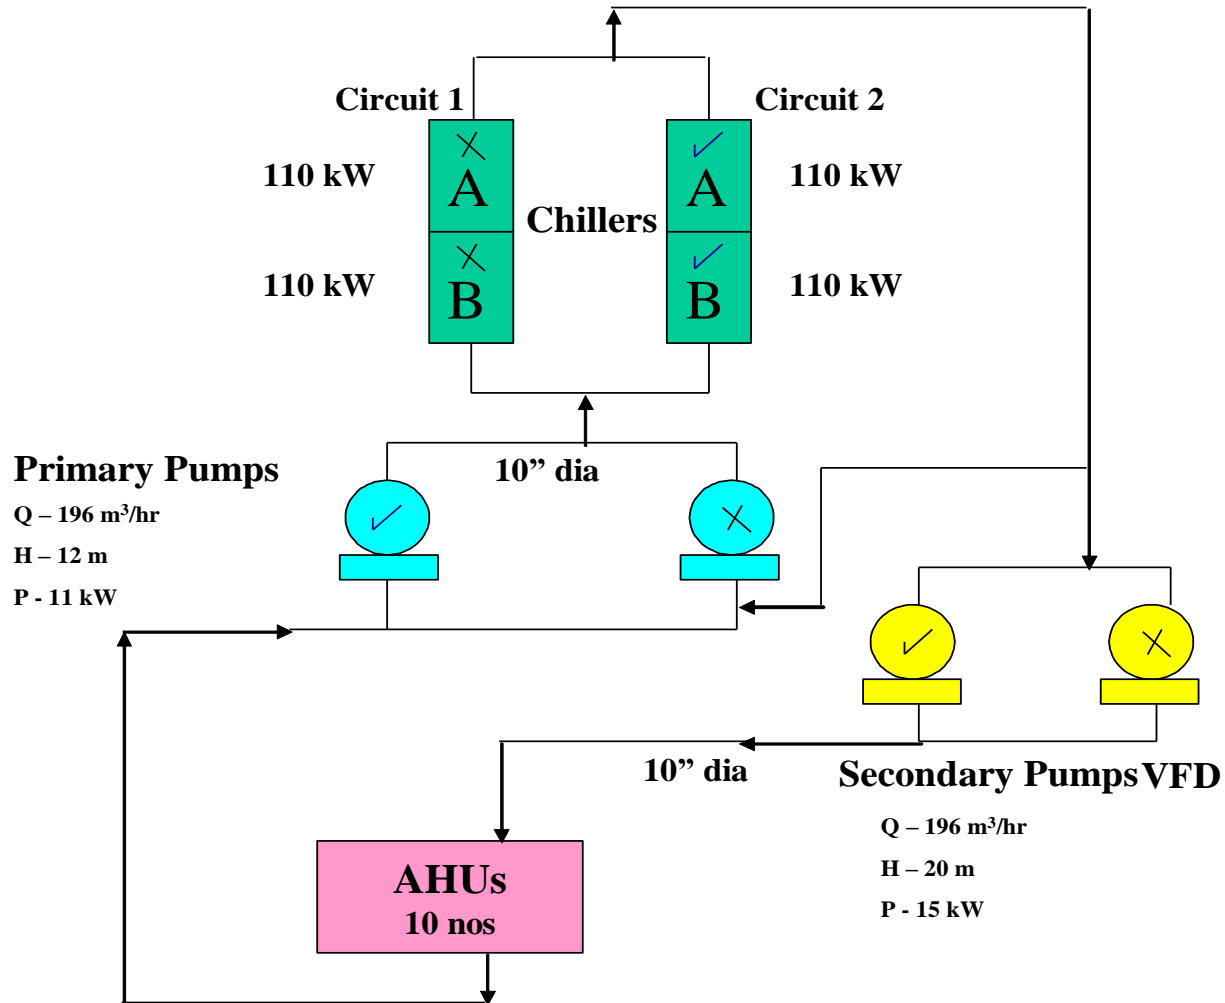 Circuit 1
Circuit 2
110 kW
A
A
110 kW
Chillers
110 kW
B
B
110 kW
Primary Pumps
10” dia
Q – 196 m³/hr
H – 12 m
P - 11 kW
10” dia
Secondary Pumps VFD
Q – 196 m³/hr
H – 20 m
P - 15 kW
AHUs
10 nos